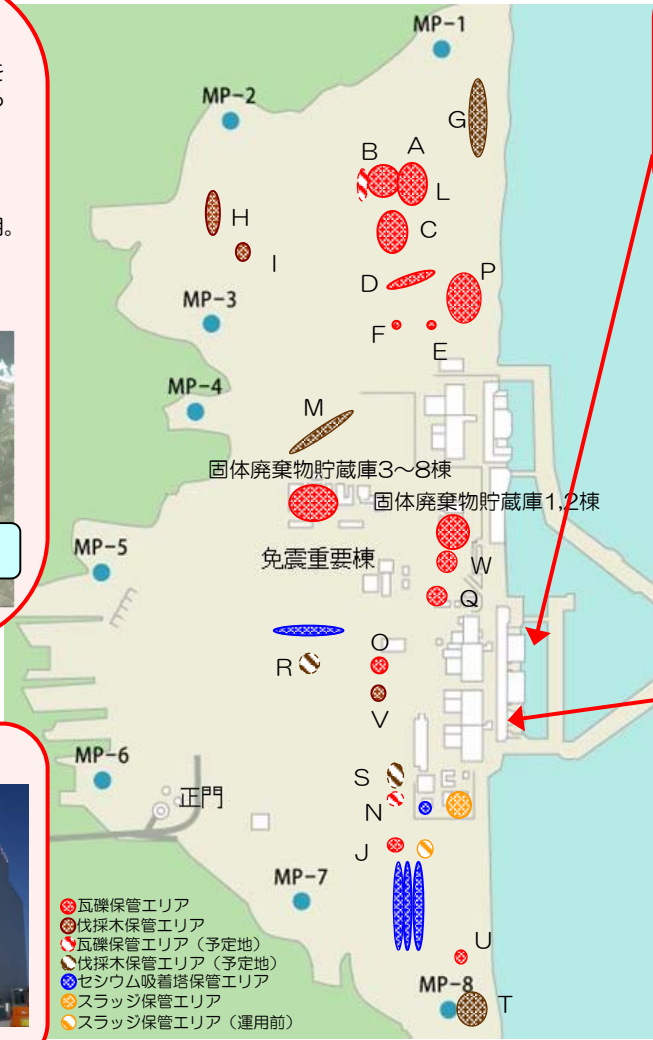 を
る
用。
MP-1
MP-2
G
A
B
L
H
C
I
D
P
MP-3
F
E
MP-4
M
固体廃棄物貯蔵庫3〜8棟
固体廃棄物貯蔵庫1,2棟
MP-5
免震重要棟
W
Q
O
R
V
MP-6
S
正門
N
J
MP-7
瓦礫保管エリア
伐採木保管エリア
U
瓦礫保管エリア（予定地）
伐採木保管エリア（予定地）
セシウム吸着塔保管エリア
MP-8
スラッジ保管エリア
T
スラッジ保管エリア（運用前）